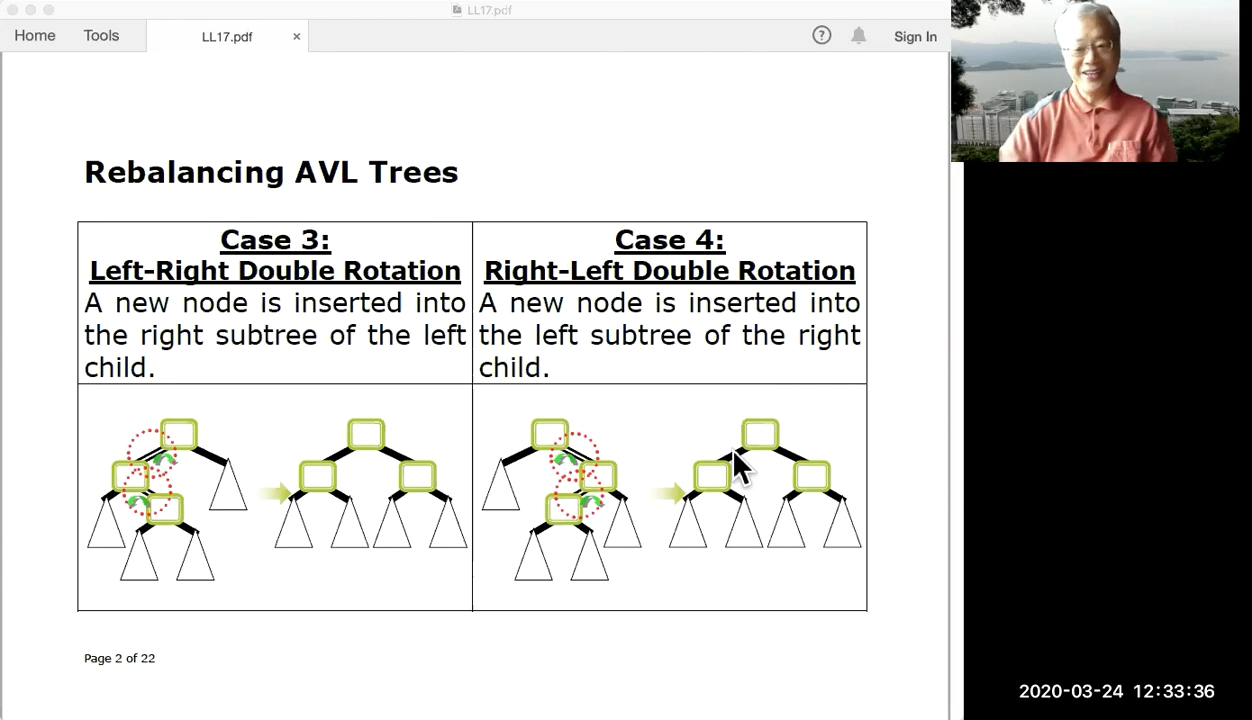 LL17.pdf
Home Tools LL17.pdf × ? Sign In
Rebalancing AVL Trees
Case 3:
Left-Right Double Rotation
A new node is inserted into
the right subtree of the left
child.
Case 4:
Right-Left Double Rotation
A new node is inserted into
the left subtree of the right
child.
Page 2 of 22
2020-03-24 12:33:36